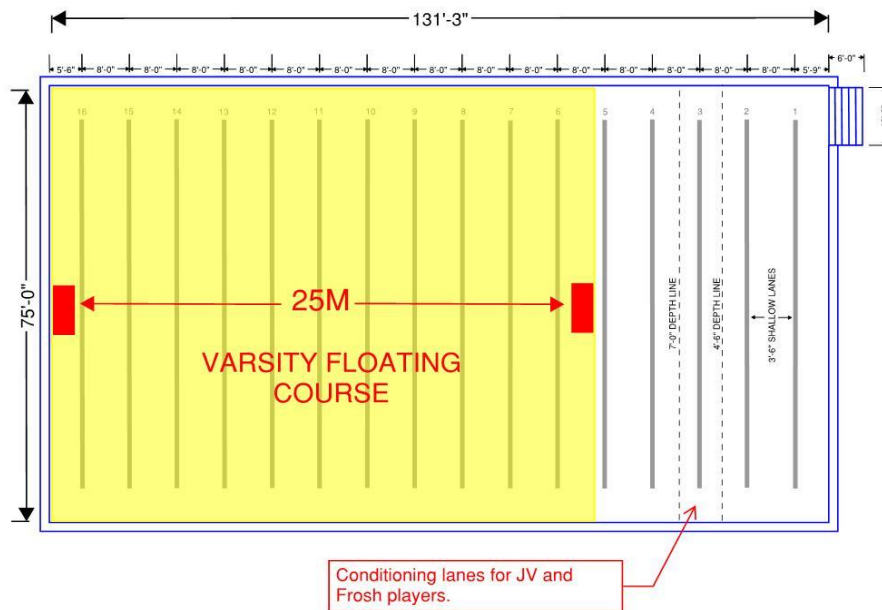 131'-3"
6'-0"
5'-6" 8'-0" 8'-0" 8'-0" 8'-0" 8'-0" 8'-0" 8'-0" 8'-0" 8'-0" 8'-0" 8'-0" 8'-0" 8'-0" 8'-0" 8'-0" 5'-9"
16 15 14 13 12 11 10 9 8 7 6 5 4 3 2 1
75'-0"
25M
VARSITY FLOATING
COURSE
7'-0" DEPTH LINE
4'-6" DEPTH LINE
3'-6" SHALLOW LANES
Conditioning lanes for JV and
Frosh players.